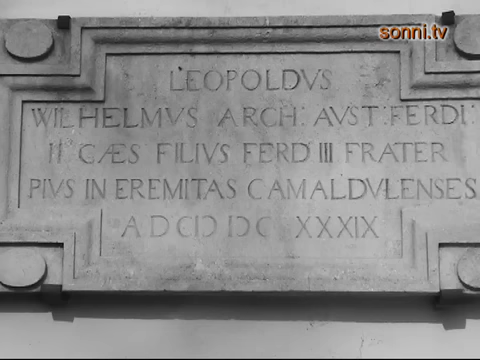 sonni.tv
LEOPOLDVS
WILHELMVS ARCH: AVST: FERDI:
II CÆS FILIVS FERD III FRATER
PIVS IN EREMITAS CAMALDVLENSES
A D CIↃ IↃC XXXIX